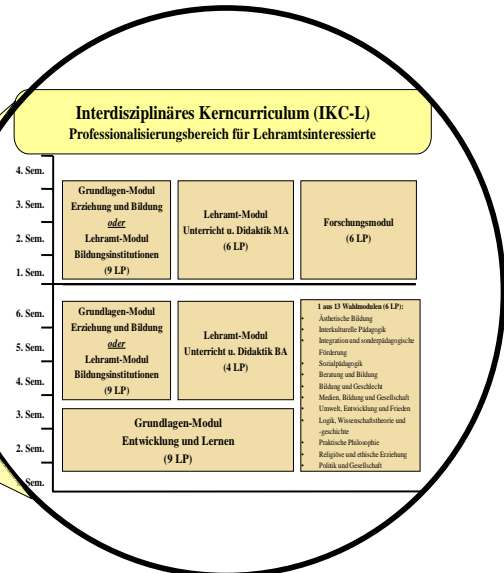 Interdisziplinäres Kerncurriculum (IKC-L)
Professionalisierungsbereich für Lehramtsinteressierte
4. Sem.
3. Sem.
2. Sem.
1. Sem.
Grundlagen-Modul
Erziehung und Bildung
oder
Lehramt-Modul
Bildungsinstitutionen
(9 LP)
Lehramt-Modul
Unterricht u. Didaktik MA
(6 LP)
Forschungsmodul
(6 LP)
6. Sem.
5. Sem.
4. Sem.
3. Sem.
2. Sem.
Sem.
Grundlagen-Modul
Erziehung und Bildung
oder
Lehramt-Modul
Bildungsinstitutionen
(9 LP)
Lehramt-Modul
Unterricht u. Didaktik BA
(4 LP)
Grundlagen-Modul
Entwicklung und Lernen
(9 LP)
1 aus 13 Wahlmodulen (6 LP):
• Ästhetische Bildung
• Interkulturelle Pädagogik
• Integration und sonderpädagogische
Förderung
• Sozialpädagogik
• Beratung und Bildung
• Bildung und Geschlecht
• Medien, Bildung und Gesellschaft
• Umwelt, Entwicklung und Frieden
• Logik, Wissenschaftstheorie und
-geschichte
• Praktische Philosophie
• Religiöse und ethische Erziehung
• Politik und Gesellschaft